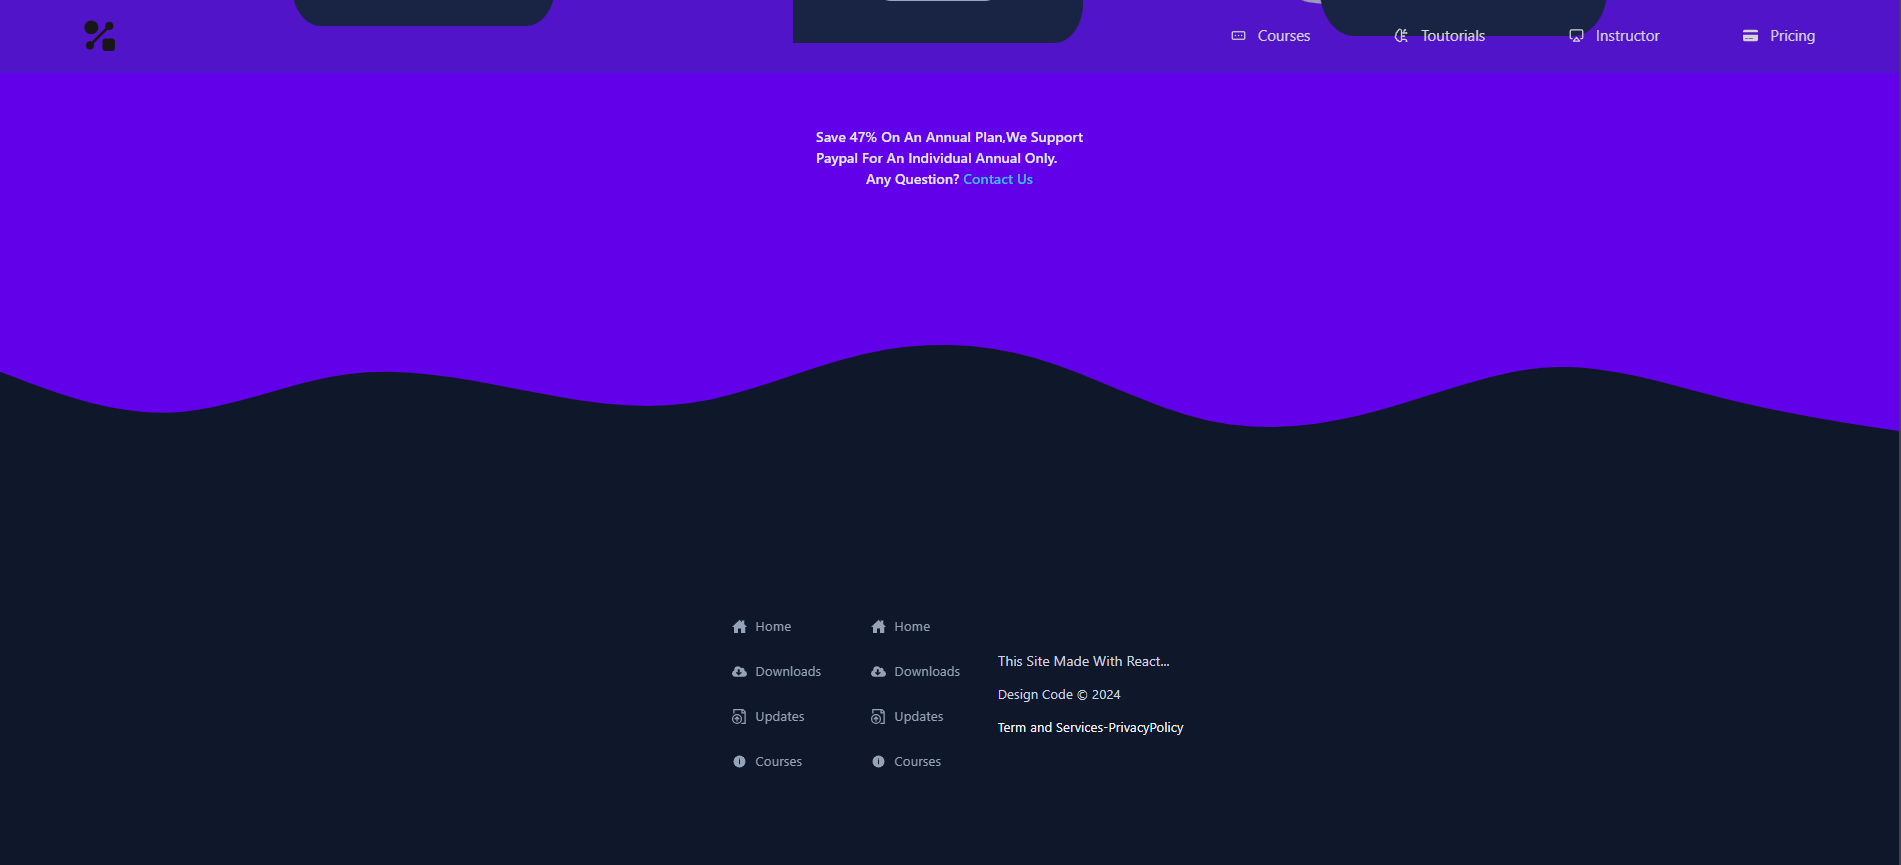 Courses
Toutorials
Instructor
Pricing
Save 47% On An Annual Plan,We Support
Paypal For An Individual Annual Only.
Any Question? Contact Us
Home
Downloads
Updates
Courses
Home
Downloads
Updates
Courses
This Site Made With React...
Design Code © 2024
Term and Services-PrivacyPolicy